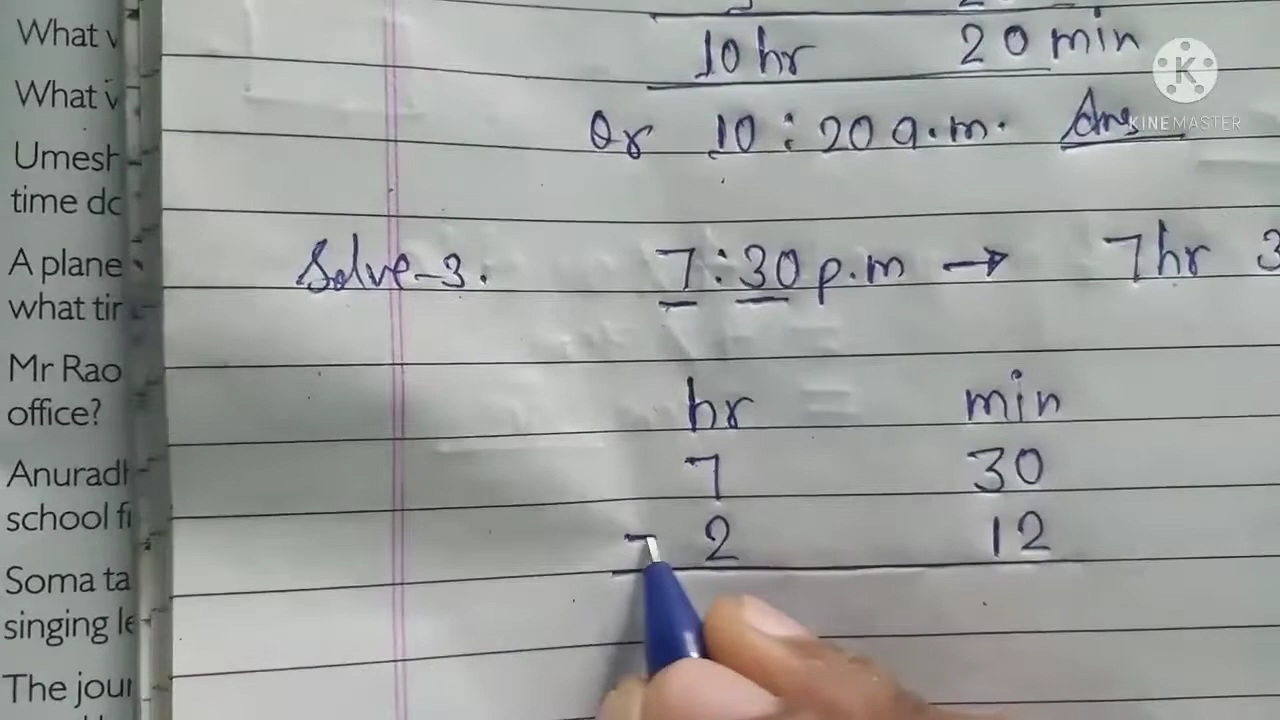 What
What
Umesh
time do
A plane
what tim
Mr Rao
office?
Anuradh
school fi
Soma ta
singing le
The jour
10 hr 20 min
Or 10:20 a.m. Ans
KINEMASTER
Solve-3. 7:30 p.m → 7 hr 3
hr min
7 30
- 2 12